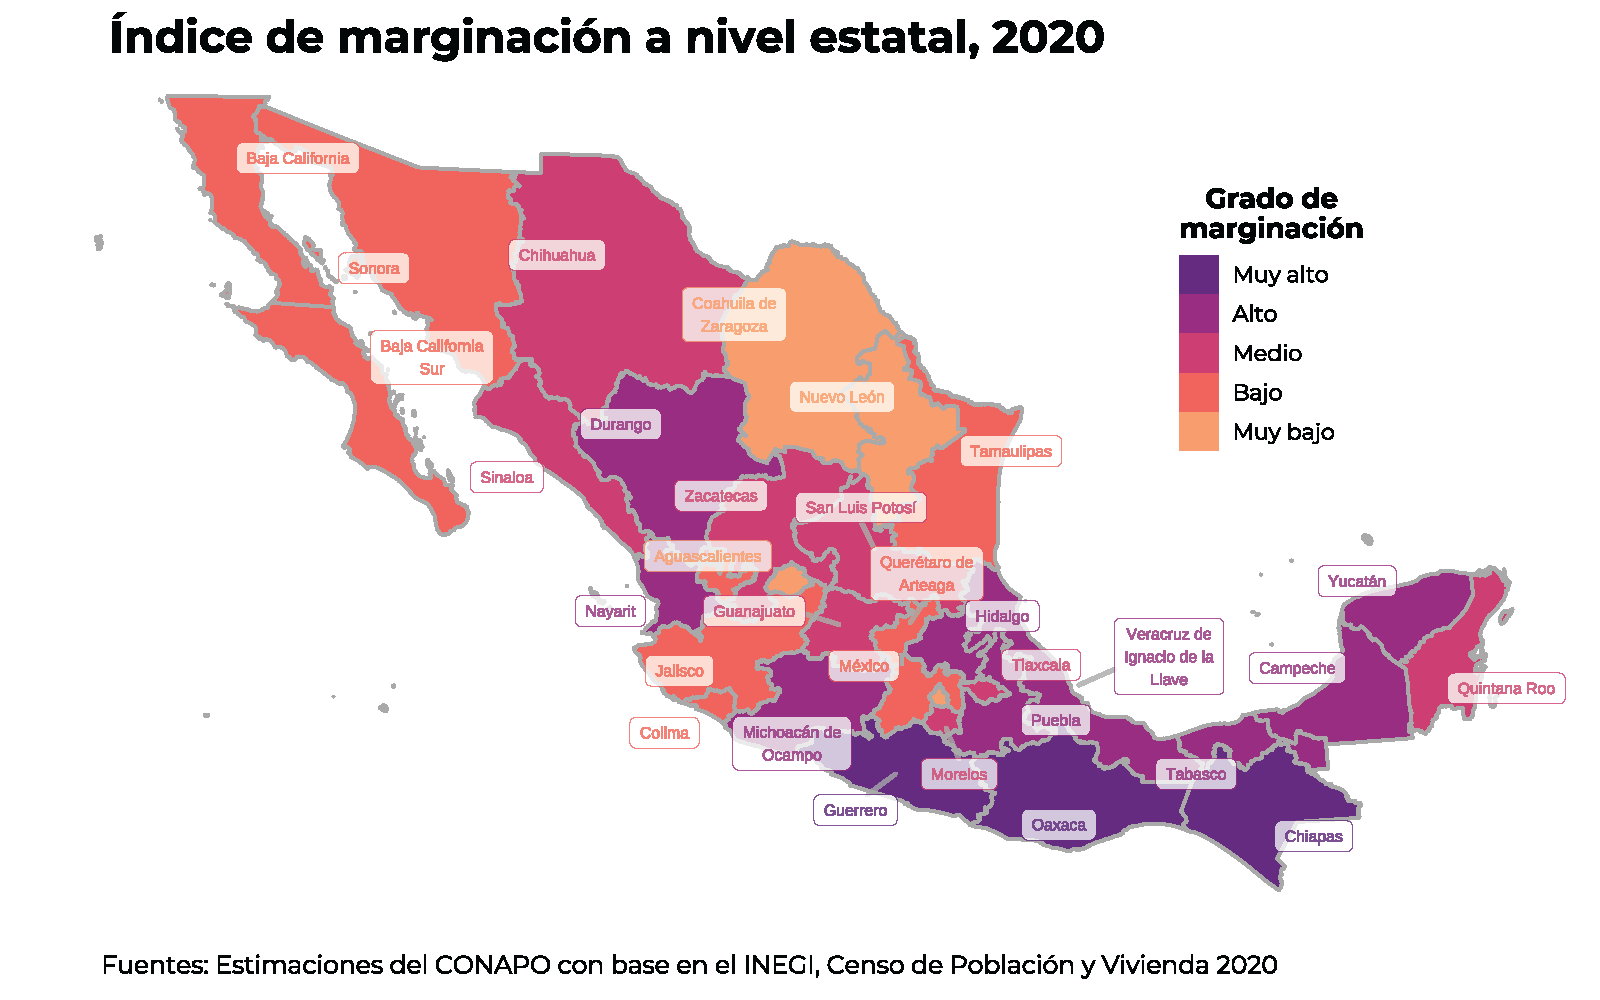 Índice de marginación a nivel estatal, 2020
Baja California
Grado de
marginación
Chihuahua
Sonora
Muy alto
Coahuila de
Zaragoza
Alto
Baja California
Sur
Medio
Bajo
Nuevo León
Durango
Muy bajo
Tamaulipas
Sinaloa
Zacatecas
San Luis Potosí
Aguascalientes
Querétaro de
Arteaga
Yucatán
Nayarit
Guanajuato
Hidalgo
Veracruz de
Ignacio de la
Llave
Jalisco
México
Tlaxcala
Campeche
Quintana Roo
Colima
Michoacán de
Ocampo
Puebla
Morelos
Tabasco
Guerrero
Oaxaca
Chiapas
Fuentes: Estimaciones del CONAPO con base en el INEGI, Censo de Población y Vivienda 2020